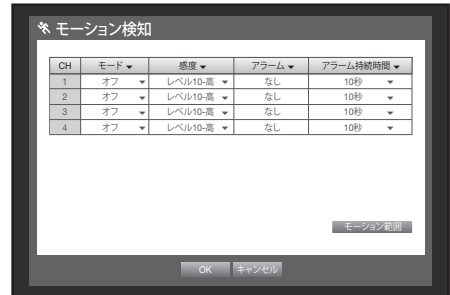 モーション検知
CH モード 感度 アラーム アラーム持続時間
1 オフ レベル10-高 なし 10秒
2 オフ レベル10-高 なし 10秒
3 オフ レベル10-高 なし 10秒
4 オフ レベル10-高 なし 10秒
モーション範囲
OK キャンセル